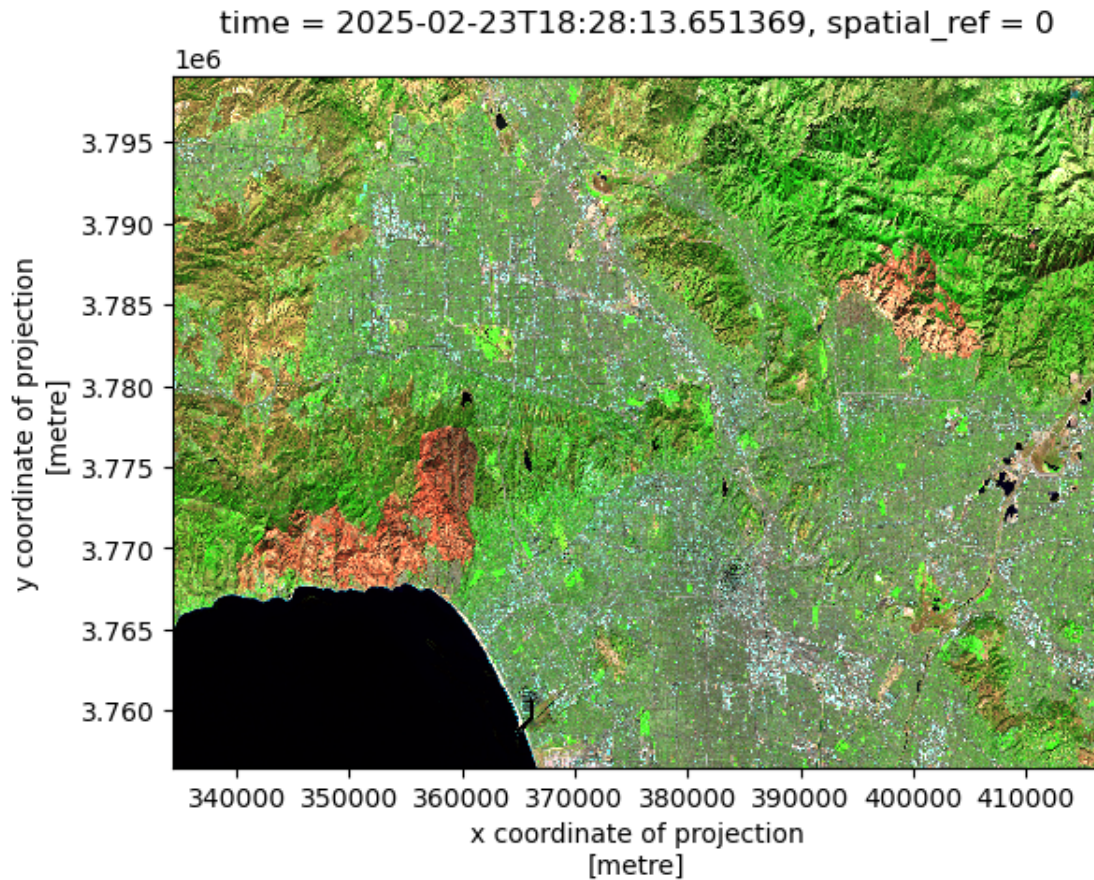 time = 2025-02-23T18:28:13.651369, spatial_ref = 0
1e6
3.795
3.790
3.785
3.780
3.775
3.770
3.765
3.760
y coordinate of projection
[metre]
340000 350000 360000 370000 380000 390000 400000 410000
x coordinate of projection
[metre]